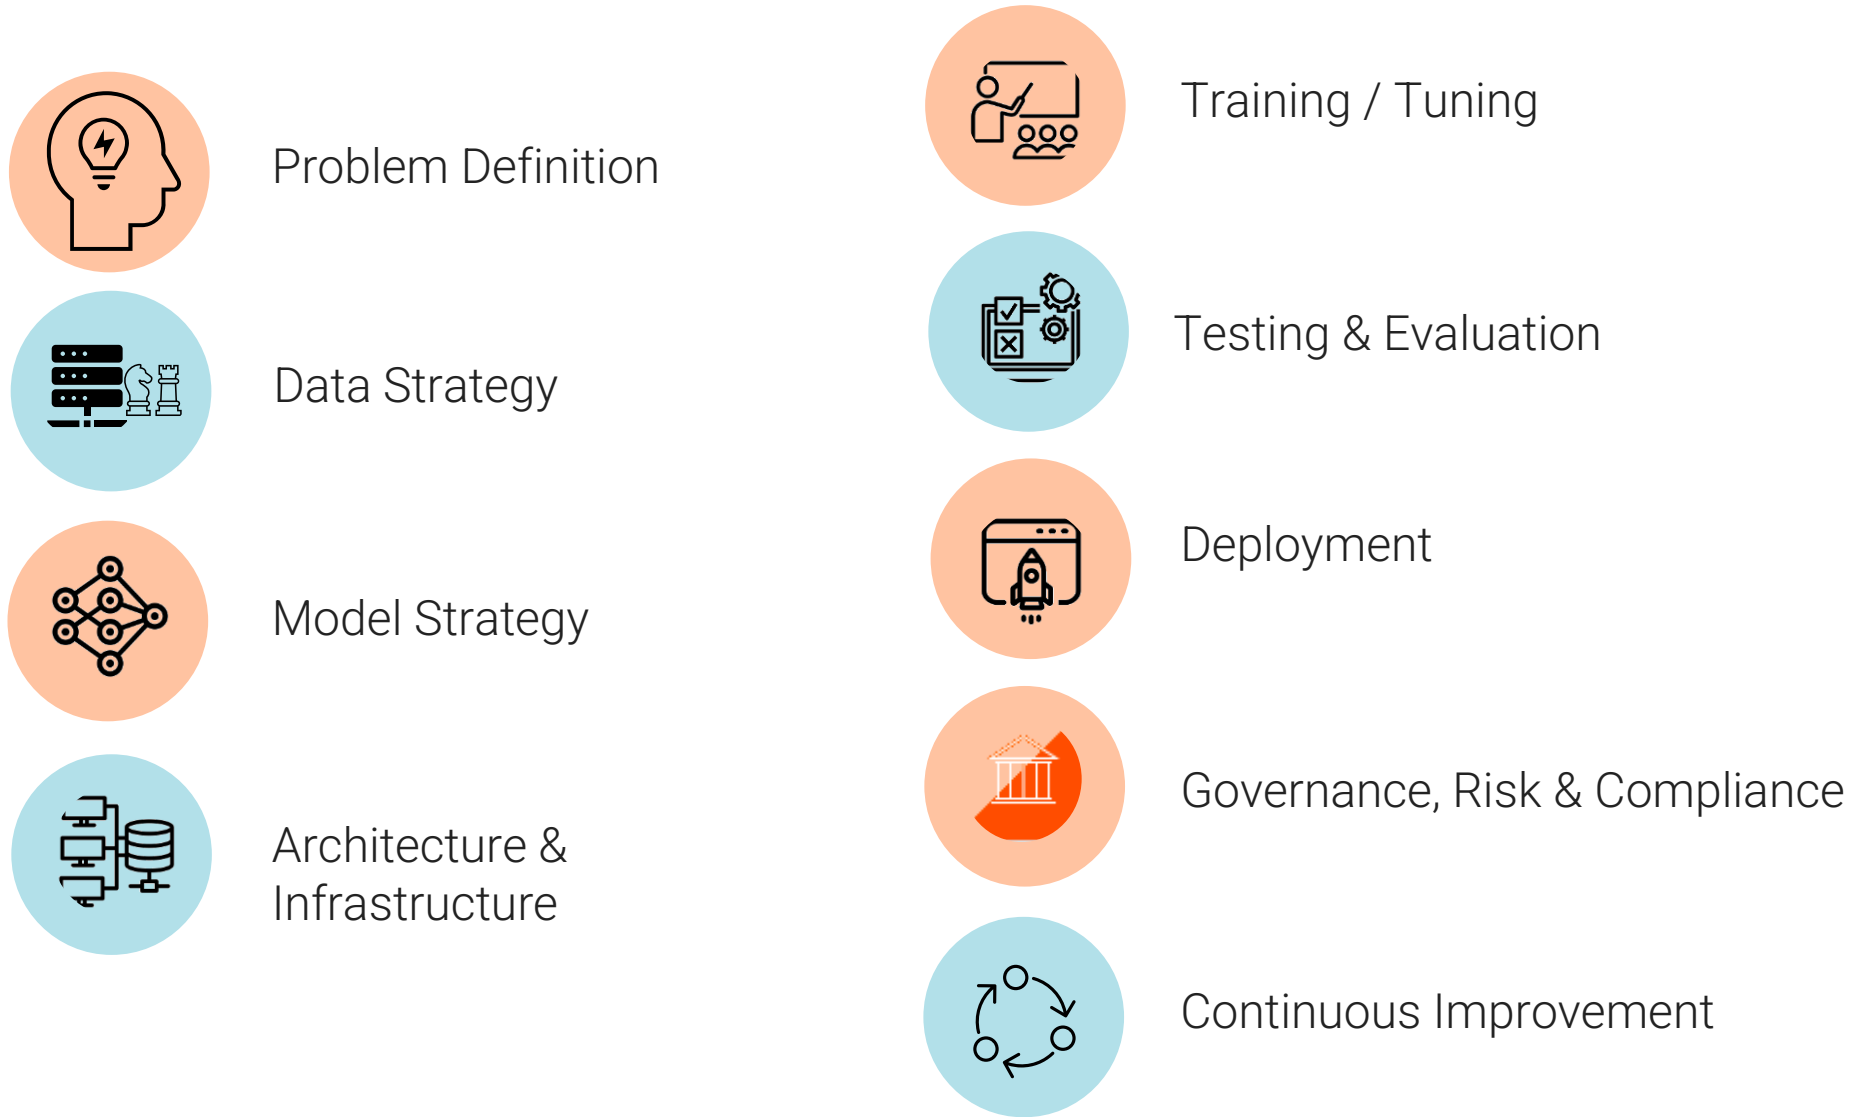 Problem Definition
Data Strategy
Model Strategy
Architecture &
Infrastructure
Training / Tuning
Testing & Evaluation
Deployment
Governance, Risk & Compliance
Continuous Improvement